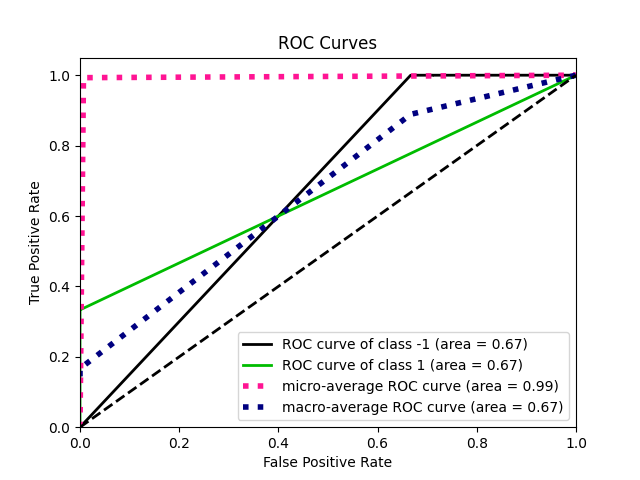 ROC Curves
True Positive Rate
1.0
0.8
0.6
0.4
0.2
0.0
ROC curve of class -1 (area = 0.67)
ROC curve of class 1 (area = 0.67)
micro-average ROC curve (area = 0.99)
macro-average ROC curve (area = 0.67)
0.0 0.2 0.4 0.6 0.8 1.0
False Positive Rate